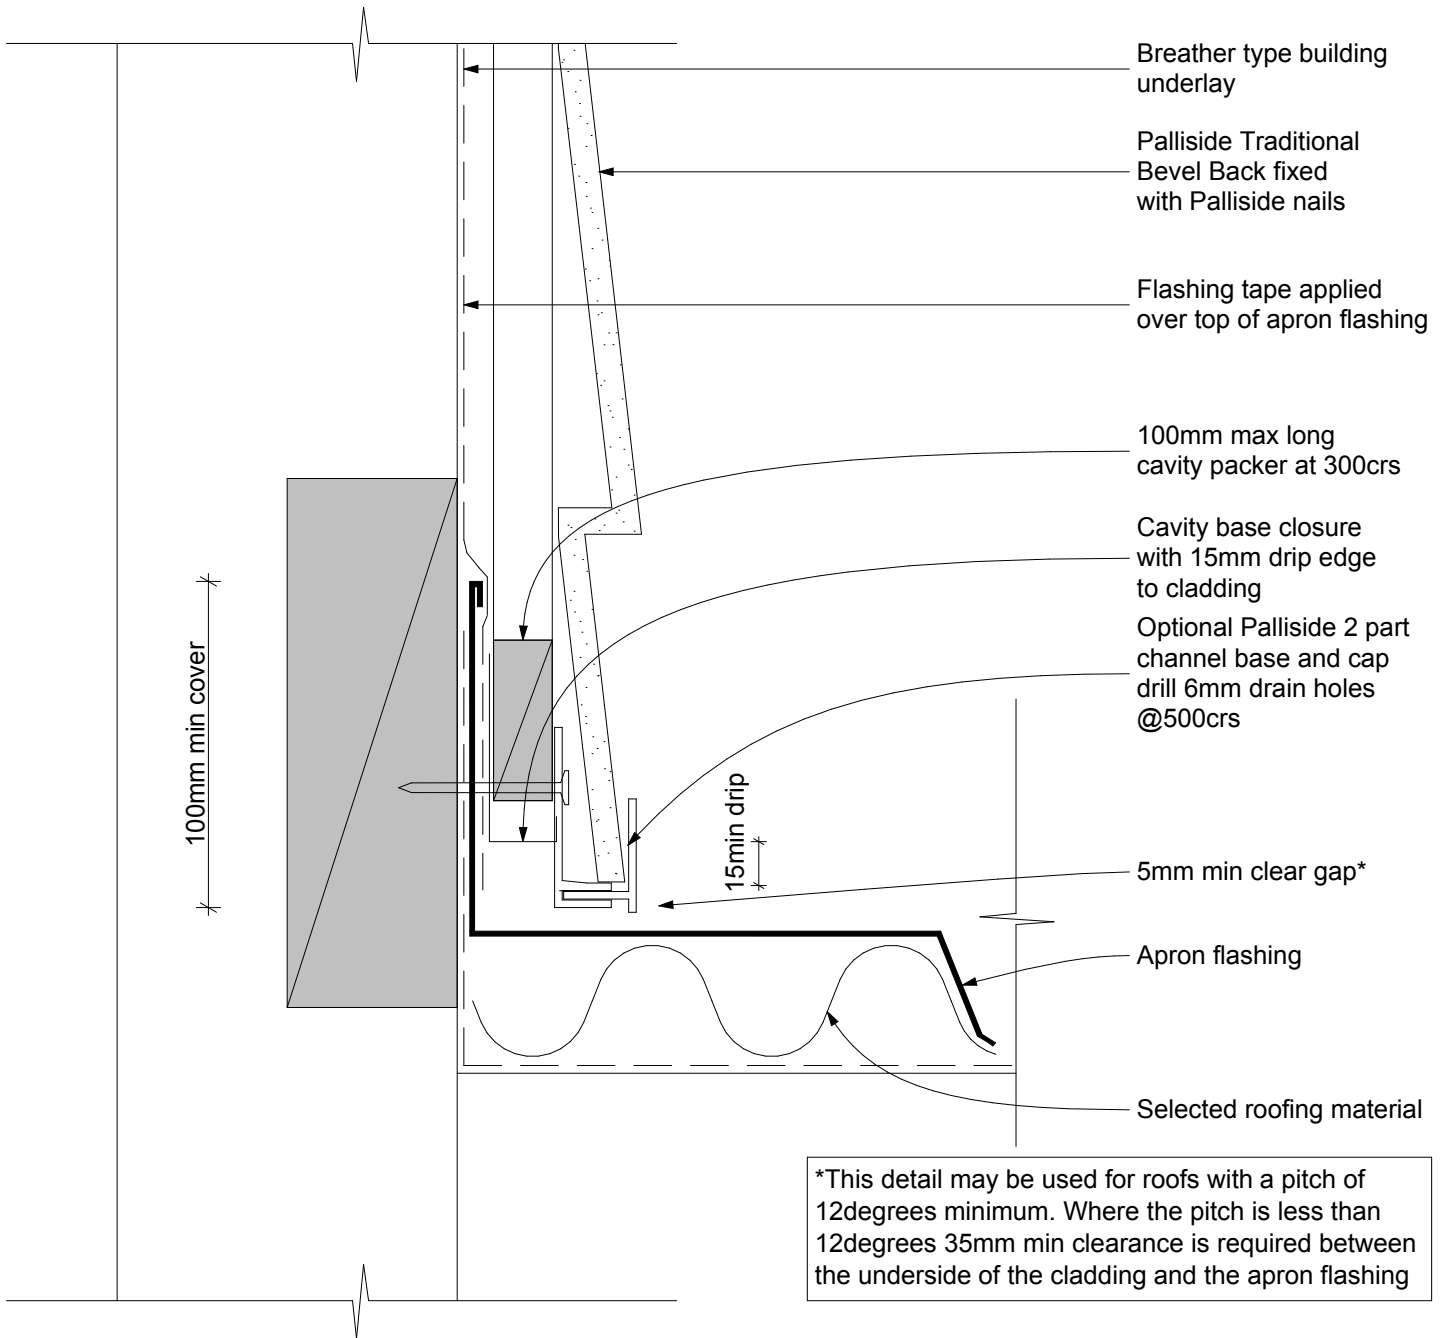 Breather type building
underlay
Palliside Traditional
Bevel Back fixed
with Palliside nails
Flashing tape applied
over top of apron flashing
100mm max long
cavity packer at 300crs
Cavity base closure
with 15mm drip edge
to cladding
Optional Palliside 2 part
channel base and cap
drill 6mm drain holes
@500crs
100mm min cover
15min drip
5mm min clear gap*
Apron flashing
Selected roofing material
*This detail may be used for roofs with a pitch of
12degrees minimum. Where the pitch is less than
12degrees 35mm min clearance is required between
the underside of the cladding and the apron flashing